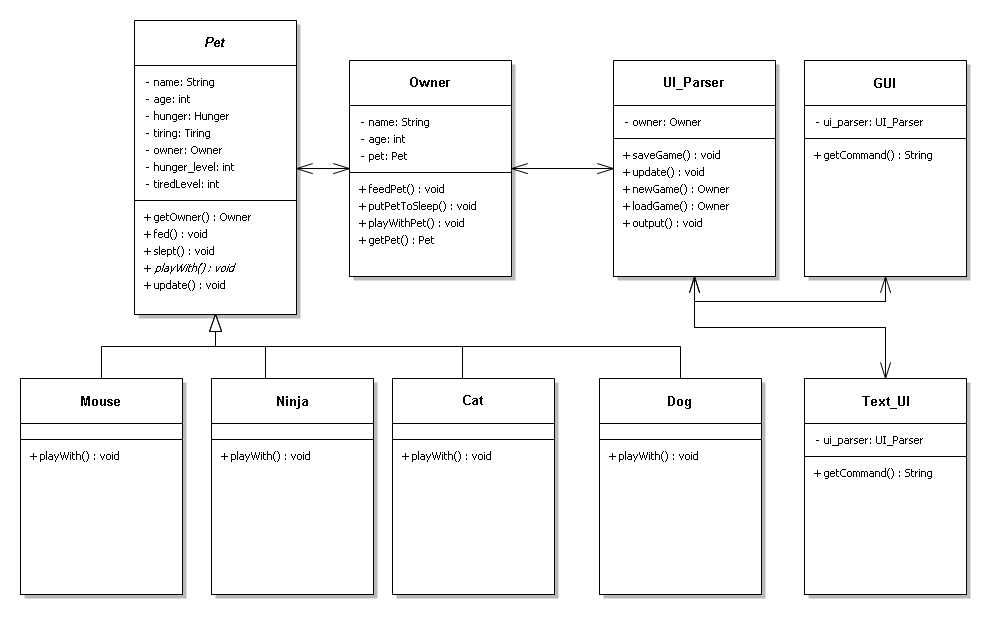 Pet
- name: String
- age: int
- hunger: Hunger
- tiring: Tiring
- owner: Owner
- hunger_level: int
- tiredLevel: int
+ getOwner() : Owner
+ fed() : void
+ slept() : void
+ playWith() : void
+ update() : void
Owner
- name: String
- age: int
- pet: Pet
+ feedPet() : void
+ putPetToSleep() : void
+ playWithPet() : void
+ getPet() : Pet
UI_Parser
- owner: Owner
+ saveGame() : void
+ update() : void
+ newGame() : Owner
+ loadGame() : Owner
+ output() : void
GUI
- ui_parser: UI_Parser
+ getCommand() : String
Mouse
+ playWith() : void
Ninja
+ playWith() : void
Cat
+ playWith() : void
Dog
+ playWith() : void
Text_UI
- ui_parser: UI_Parser
+ getCommand() : String